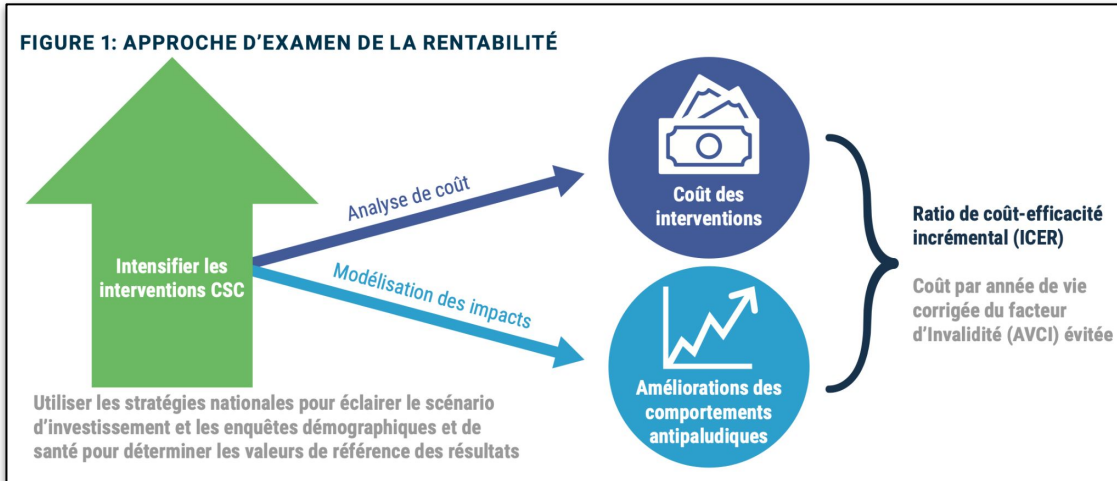 FIGURE 1: APPROCHE D'EXAMEN DE LA RENTABILITÉ
Intensifier les
interventions CSC
Utiliser les stratégies nationales pour éclairer le scénario
d'investissement et les enquêtes démographiques et de
santé pour déterminer les valeurs de référence des résultats
Analyse de coût
Modélisation des impacts
Coût des
interventions
Améliorations des
comportements
antipaludiques
Ratio de coût-efficacité
incrémental (ICER)
Coût par année de vie
corrigée du facteur
d'Invalidité (AVCI) évitée